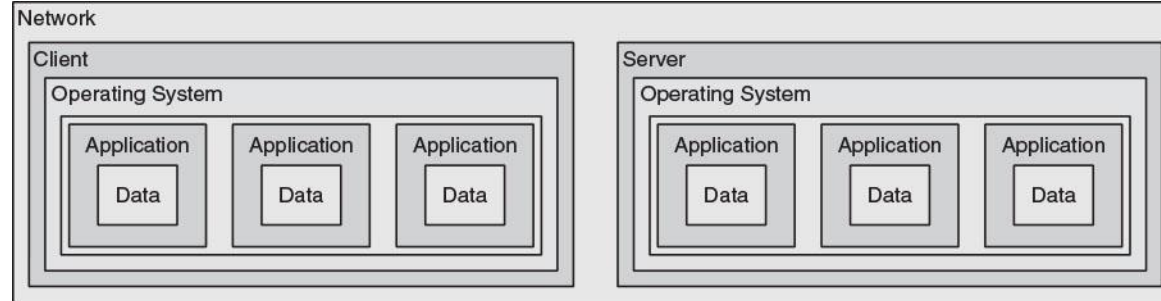 Network
Client
Server
Operating System
Operating System
Application Application Application Application Application Application
Data Data Data Data Data Data